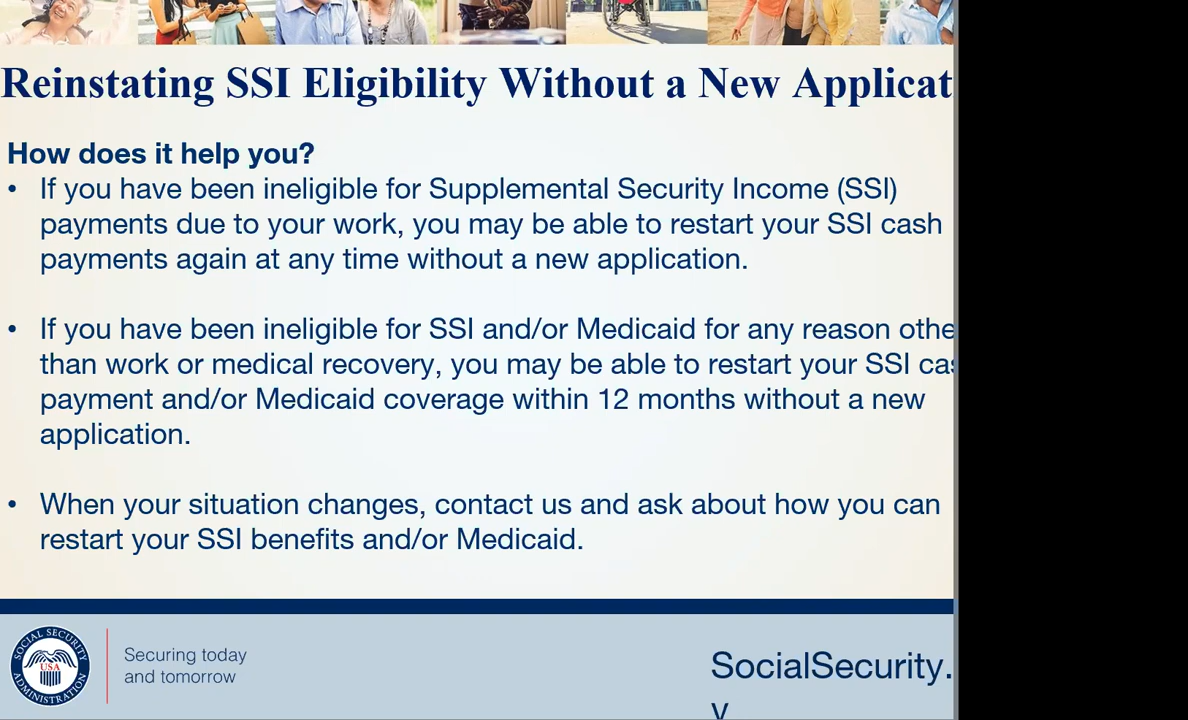 Reinstating SSI Eligibility Without a New Applicat
How does it help you?
• If you have been ineligible for Supplemental Security Income (SSI)
payments due to your work, you may be able to restart your SSI cash
payments again at any time without a new application.
• If you have been ineligible for SSI and/or Medicaid for any reason othe
than work or medical recovery, you may be able to restart your SSI cas
payment and/or Medicaid coverage within 12 months without a new
application.
• When your situation changes, contact us and ask about how you can
restart your SSI benefits and/or Medicaid.
SOCIAL SECURITY
USA
ADMINISTRATION
Securing today
and tomorrow
SocialSecurity.
v